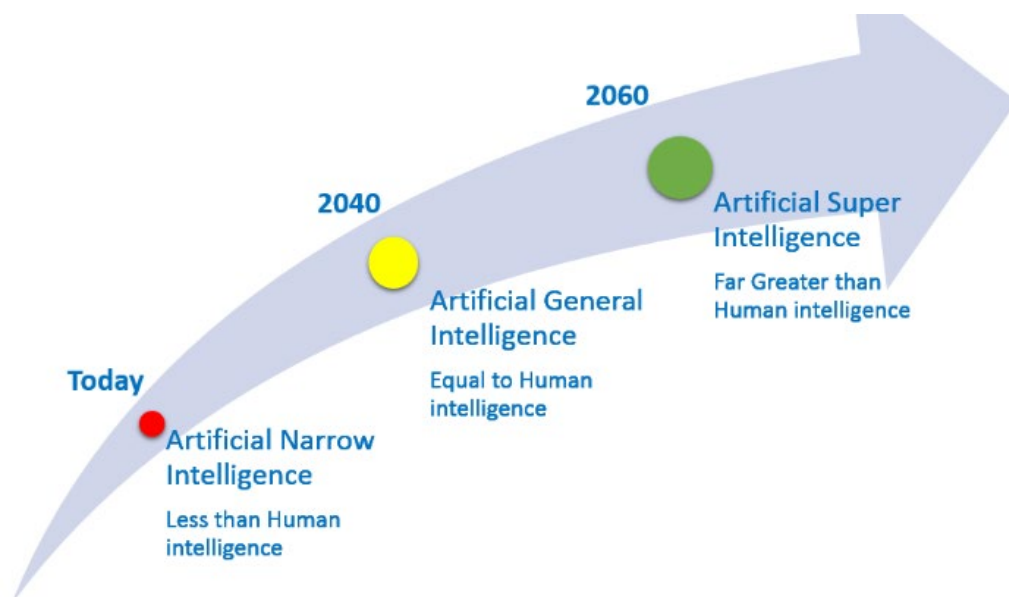 Today
Artificial Narrow
Intelligence
Less than Human
intelligence
2040
Artificial General
Intelligence
Equal to Human
intelligence
2060
Artificial Super
Intelligence
Far Greater than
Human intelligence